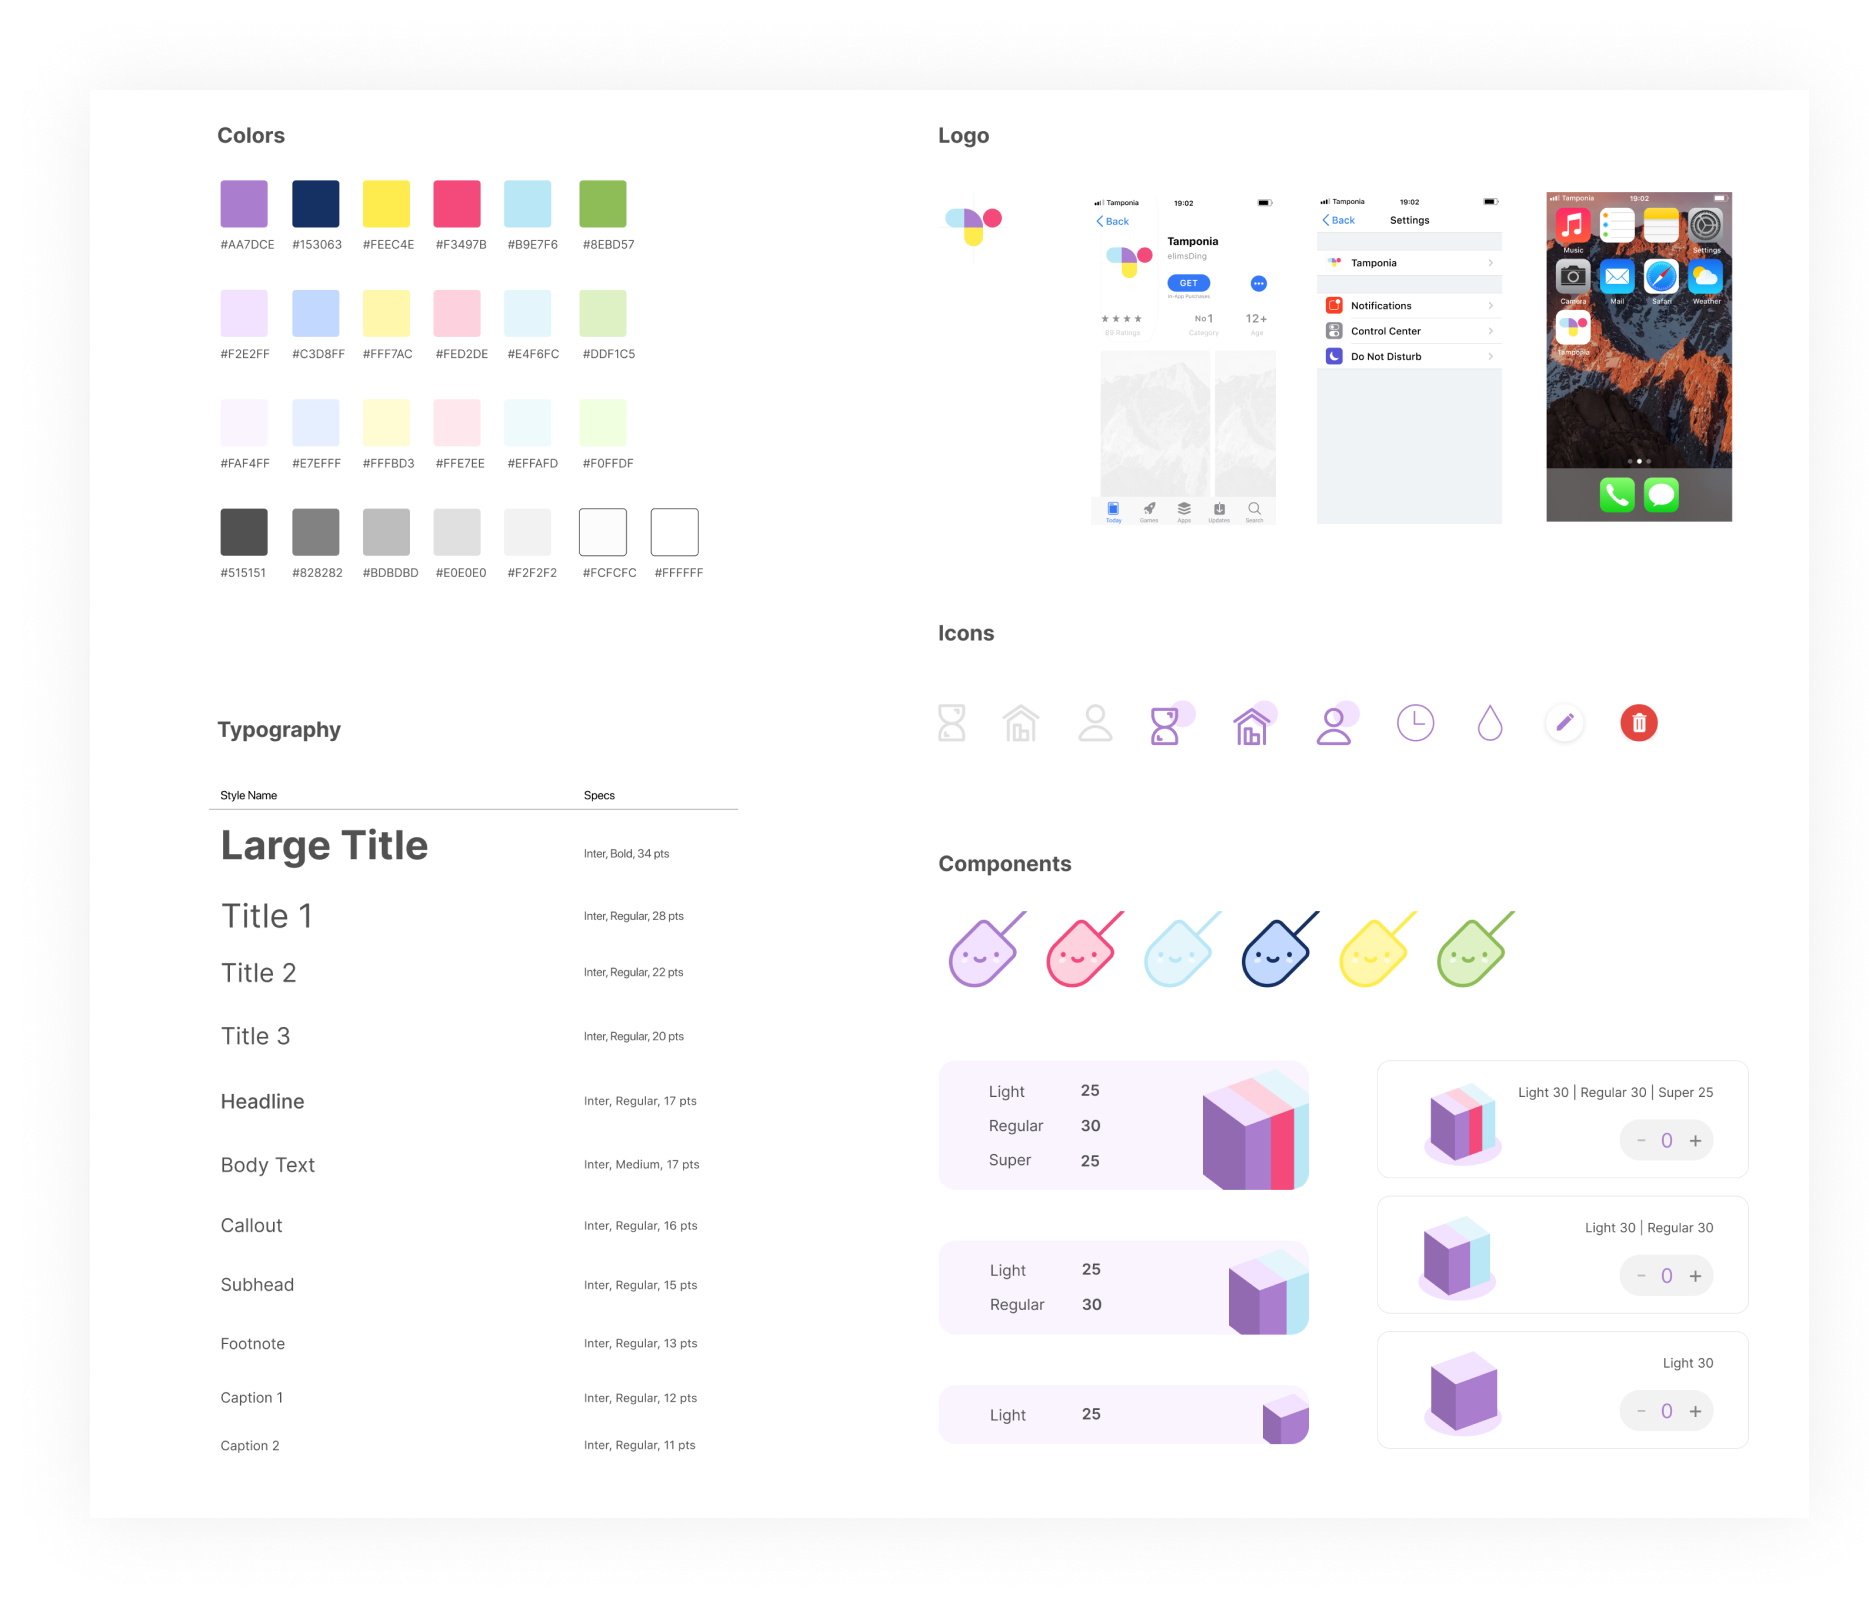 Colors
#AA7DCE #153063 #FEEC4E #F3497B #B9E7F6 #8EBD57
#F2E2FF #C3D8FF #FFF7AC #FED2DE #E4F6FC #DDF1C5
#FAF4FF #E7EFFF #FFFBD3 #FFE7EE #EFFAFD #F0FFDF
#515151 #828282 #BDBDBD #E0E0E0 #F2F2F2 #FCFCFC #FFFFFF
Typography
Style Name Specs
Large Title Inter, Bold, 34 pts
Title 1 Inter, Regular, 28 pts
Title 2 Inter, Regular, 22 pts
Title 3 Inter, Regular, 20 pts
Headline Inter, Regular, 17 pts
Body Text Inter, Medium, 17 pts
Callout Inter, Regular, 16 pts
Subhead Inter, Regular, 15 pts
Footnote Inter, Regular, 13 pts
Caption 1 Inter, Regular, 12 pts
Caption 2 Inter, Regular, 11 pts
Logo
Tamponia 19:02
Back
Tamponia
elimsDing
GET
In-App Purchases
★★★★ No1 12+
89 Ratings Category Age
Today Games Apps Updates Search
Tamponia 19:02
Back Settings
Tamponia
Notifications
Control Center
Do Not Disturb
Tamponia 19:02
Music Settings
Camera Mail Safari Weather
Tamponia
Icons
Components
Light 25
Regular 30
Super 25
Light 25
Regular 30
Light 25
Light 30 | Regular 30 | Super 25
- 0 +
Light 30 | Regular 30
- 0 +
Light 30
- 0 +